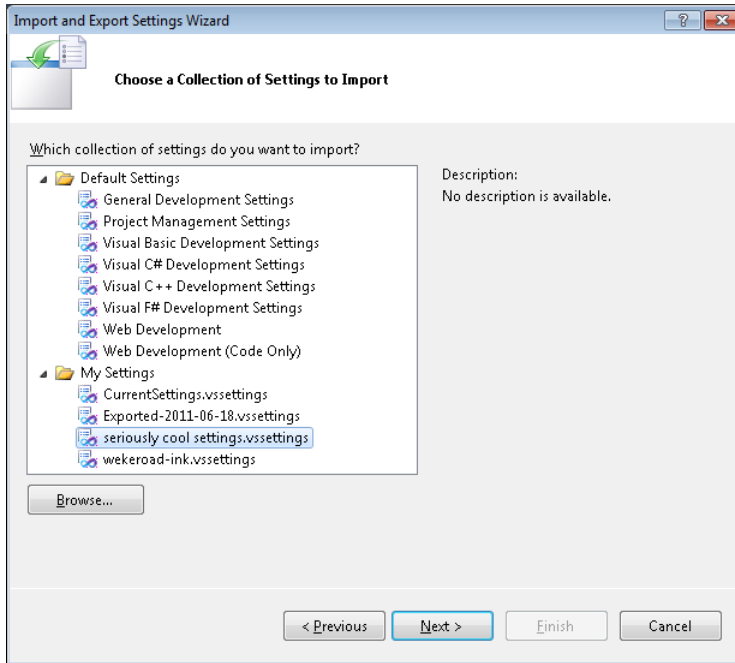 Import and Export Settings Wizard
Choose a Collection of Settings to Import
Which collection of settings do you want to import?
Default Settings
General Development Settings
Project Management Settings
Visual Basic Development Settings
Visual C# Development Settings
Visual C++ Development Settings
Visual F# Development Settings
Web Development
Web Development (Code Only)
My Settings
CurrentSettings.vssettings
Exported-2011-06-18.vssettings
seriously cool settings.vssettings
wekeroad-ink.vssettings
Description:
No description is available.
Browse...
< Previous
Next >
Finish
Cancel